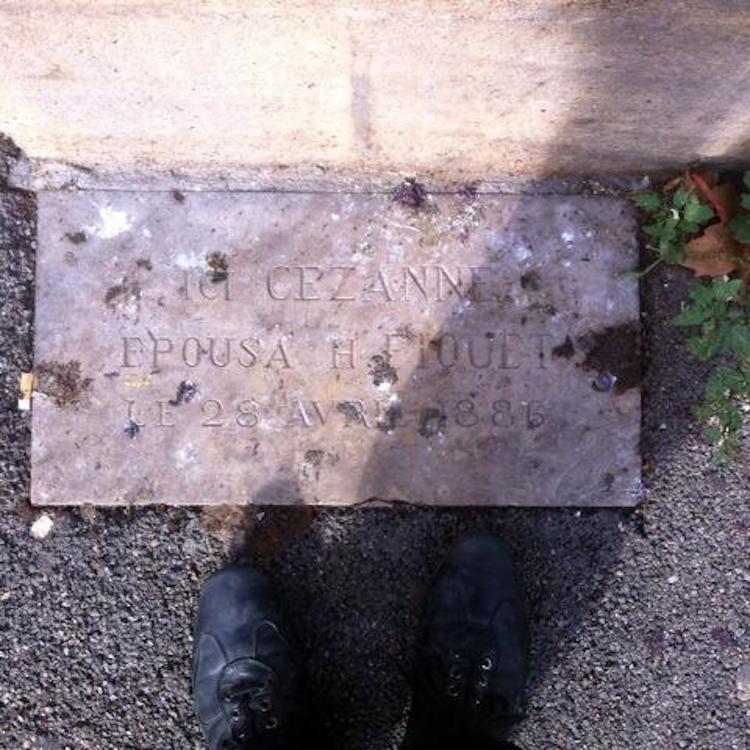 ICI CEZANNE
EPOUSA H FIQUET
LE 28 AVRIL 1886